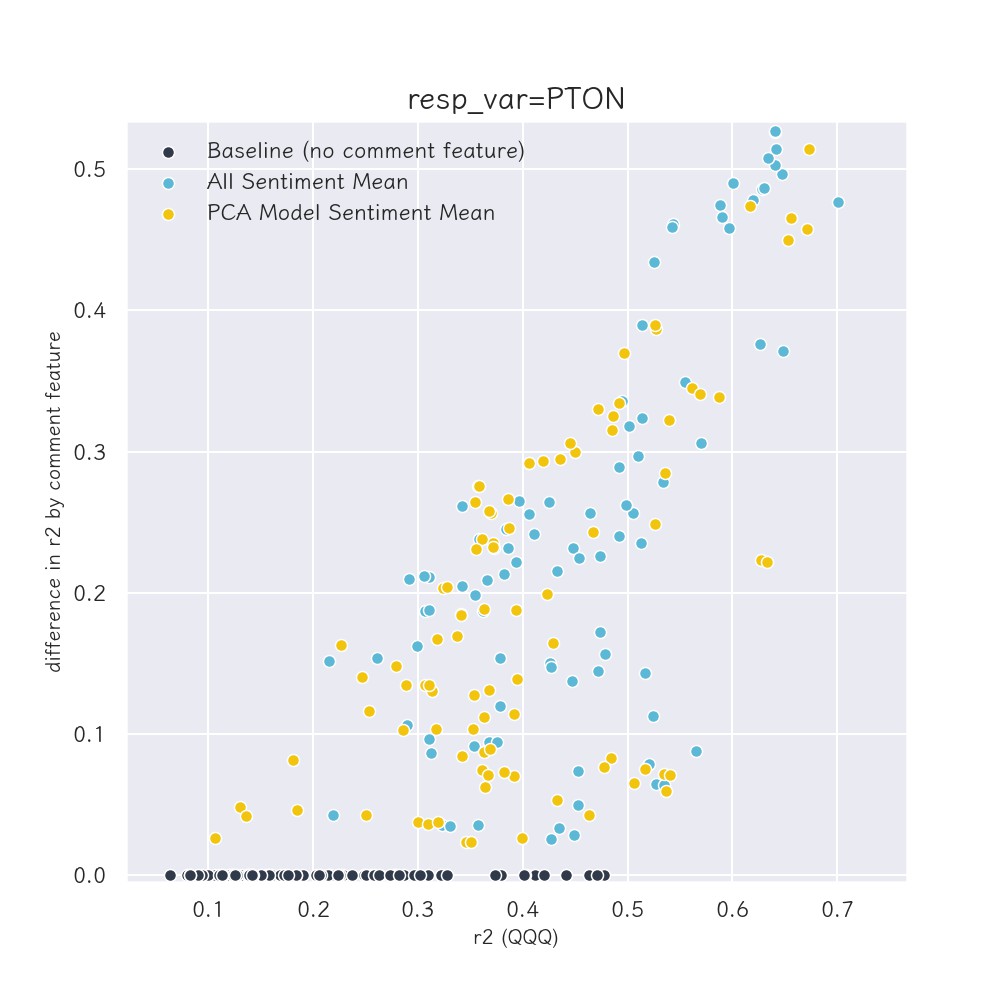 resp_var=PTON
Baseline (no comment feature)
All Sentiment Mean
PCA Model Sentiment Mean
difference in r2 by comment feature
0.5
0.4
0.3
0.2
0.1
0.0
0.1 0.2 0.3 0.4 0.5 0.6 0.7
r2 (QQQ)